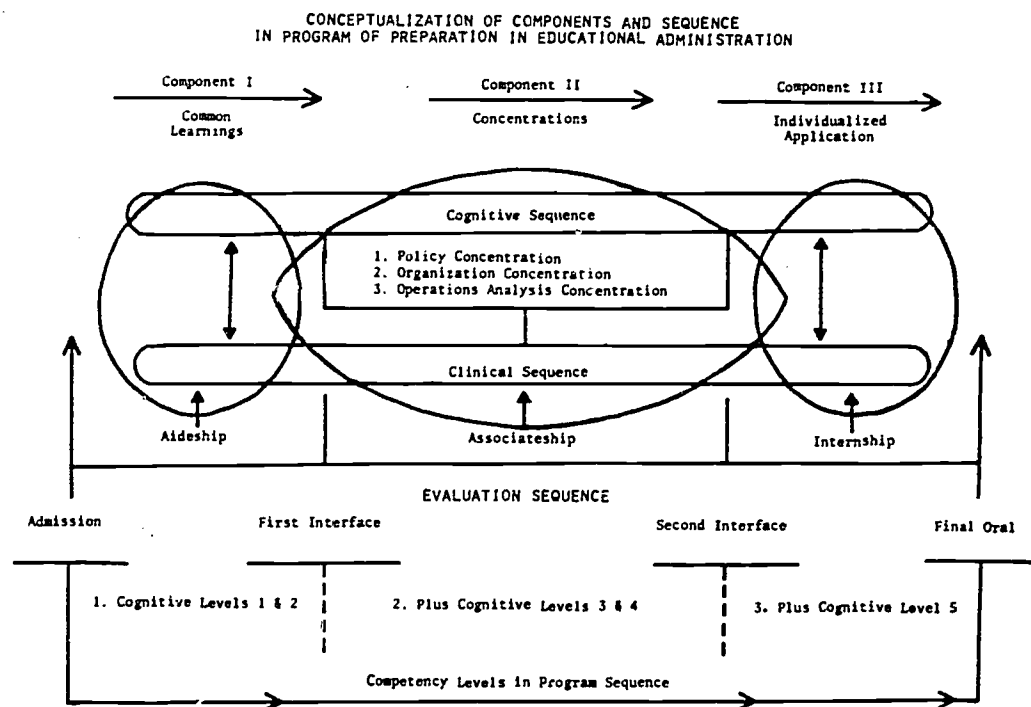 CONCEPTUALIZATION OF COMPONENTS AND SEQUENCE
IN PROGRAM OF PREPARATION IN EDUCATIONAL ADMINISTRATION
Component I
Common
Learnings
Component II
Concentrations
Component III
Individualized
Application
Cognitive Sequence
1. Policy Concentration
2. Organization Concentration
3. Operations Analysis Concentration
Clinical Sequence
Aideship
Associateship
Internship
EVALUATION SEQUENCE
Admission
First Interface
Second Interface
Final Oral
1. Cognitive Levels 1 & 2
2. Plus Cognitive Levels 3 & 4
3. Plus Cognitive Level 5
Competency Levels in Program Sequence